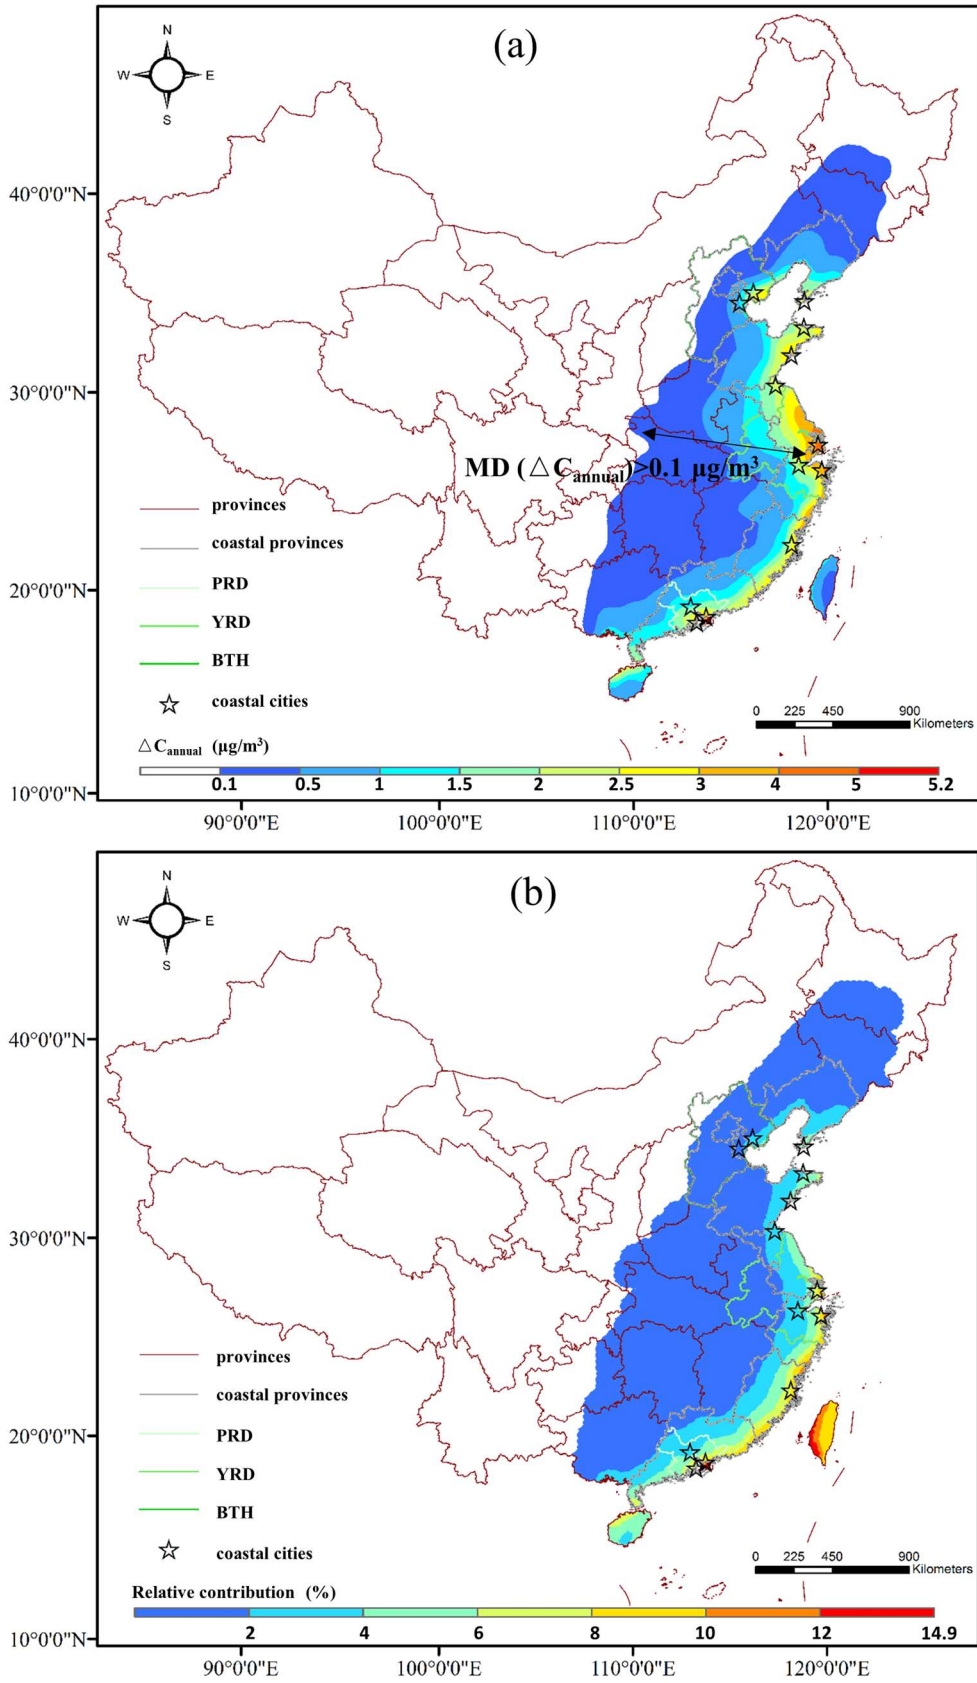 (a)
N
W E
S
40°0'0"N
30°0'0"N
MD (△C_annual)>0.1 μg/m³
provinces
coastal provinces
20°0'0"N
PRD
YRD
BTH
coastal cities
0 225 450 900
Kilometers
△C_annual (μg/m³)
0.1 0.5 1 1.5 2 2.5 3 4 5 5.2
10°0'0"N
90°0'0"E 100°0'0"E 110°0'0"E 120°0'0"E
(b)
N
W E
S
40°0'0"N
30°0'0"N
provinces
coastal provinces
20°0'0"N
PRD
YRD
BTH
coastal cities
0 225 450 900
Kilometers
Relative contribution (%)
2 4 6 8 10 12 14.9
10°0'0"N
90°0'0"E 100°0'0"E 110°0'0"E 120°0'0"E